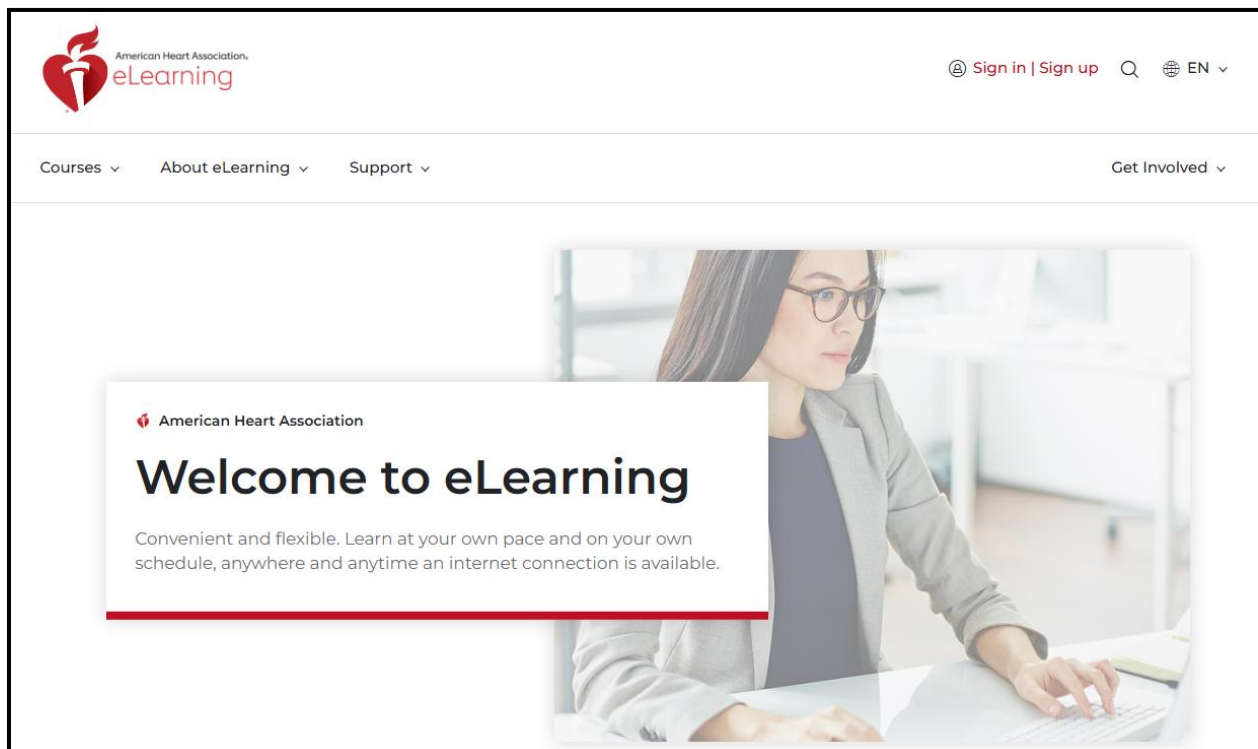 American Heart Association®
eLearning
Sign in | Sign up
EN
Courses
About eLearning
Support
Get Involved
American Heart Association
Welcome to eLearning
Convenient and flexible. Learn at your own pace and on your own
schedule, anywhere and anytime an internet connection is available.